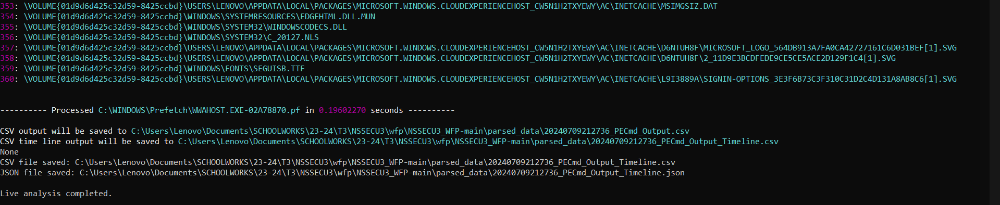 353: \VOLUME{01d9d6d425c32d59-8425ccbd}\USERS\LENOVO\APPDATA\LOCAL\PACKAGES\MICROSOFT.WINDOWS.CLOUDEXPERIENCEHOST_CW5N1H2TXYEWY\AC\INETCACHE\MSIMGSIZ.DAT
354: \VOLUME{01d9d6d425c32d59-8425ccbd}\WINDOWS\SYSTEMRESOURCES\EDGEHTML.DLL.MUN
355: \VOLUME{01d9d6d425c32d59-8425ccbd}\WINDOWS\SYSTEM32\WINDOWSCODECS.DLL
356: \VOLUME{01d9d6d425c32d59-8425ccbd}\WINDOWS\SYSTEM32\C_20127.NLS
357: \VOLUME{01d9d6d425c32d59-8425ccbd}\USERS\LENOVO\APPDATA\LOCAL\PACKAGES\MICROSOFT.WINDOWS.CLOUDEXPERIENCEHOST_CW5N1H2TXYEWY\AC\INETCACHE\D6NTUH8F\MICROSOFT_LOGO_564DB913A7FA0CA42727161C6D031BEF[1].SVG
358: \VOLUME{01d9d6d425c32d59-8425ccbd}\USERS\LENOVO\APPDATA\LOCAL\PACKAGES\MICROSOFT.WINDOWS.CLOUDEXPERIENCEHOST_CW5N1H2TXYEWY\AC\INETCACHE\D6NTUH8F\2_11D9E3BCDFEDE9CE5CE5ACE2D129F1C4[1].SVG
359: \VOLUME{01d9d6d425c32d59-8425ccbd}\WINDOWS\FONTS\SEGUISB.TTF
360: \VOLUME{01d9d6d425c32d59-8425ccbd}\USERS\LENOVO\APPDATA\LOCAL\PACKAGES\MICROSOFT.WINDOWS.CLOUDEXPERIENCEHOST_CW5N1H2TXYEWY\AC\INETCACHE\L9I3889A\SIGNIN-OPTIONS_3E3F6B73C3F310C31D2C4D131A8AB8C6[1].SVG
---------- Processed C:\WINDOWS\Prefetch\WWAHOST.EXE-02A78870.pf in 0.19602270 seconds ----------
CSV output will be saved to C:\Users\Lenovo\Documents\SCHOOLWORKS\23-24\T3\NSSECU3\wfp\NSSECU3_WFP-main\parsed_data\20240709212736_PECmd_Output.csv
CSV time line output will be saved to C:\Users\Lenovo\Documents\SCHOOLWORKS\23-24\T3\NSSECU3\wfp\NSSECU3_WFP-main\parsed_data\20240709212736_PECmd_Output_Timeline.csv
None
CSV file saved: C:\Users\Lenovo\Documents\SCHOOLWORKS\23-24\T3\NSSECU3\wfp\NSSECU3_WFP-main\parsed_data\20240709212736_PECmd_Output_Timeline.csv
JSON file saved: C:\Users\Lenovo\Documents\SCHOOLWORKS\23-24\T3\NSSECU3\wfp\NSSECU3_WFP-main\parsed_data\20240709212736_PECmd_Output_Timeline.json
Live analysis completed.